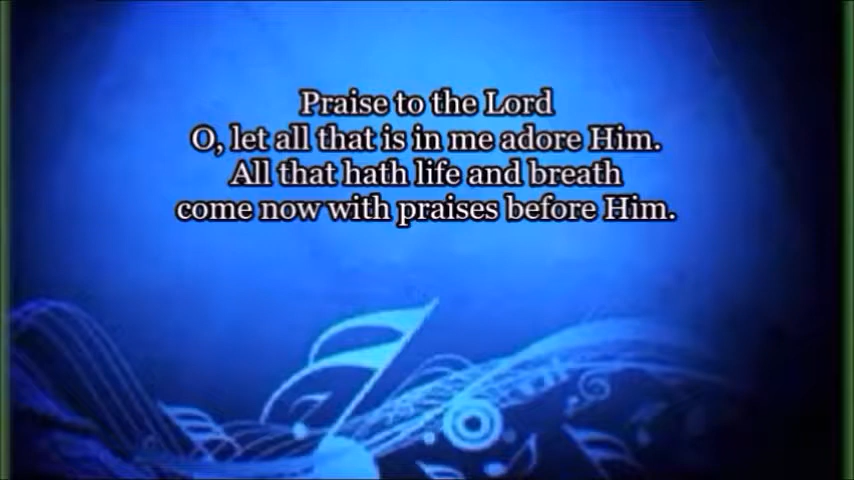 Praise to the Lord
O, let all that is in me adore Him.
All that hath life and breath
come now with praises before Him.